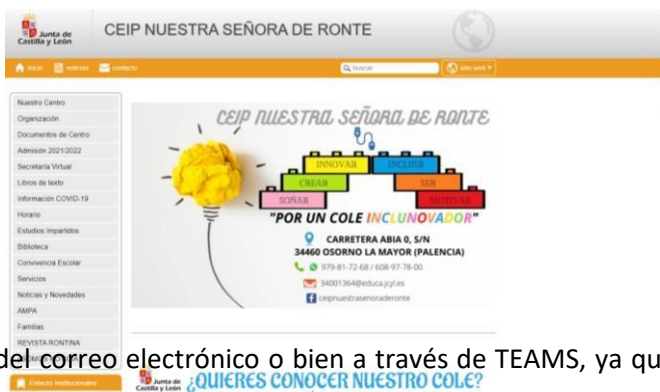 Junta de
Castilla y León
CEIP NUESTRA SEÑORA DE RONTE
inicio noticias contacto
buscar
sitio web
Nuestro Centro
Organización
Documentos de Centro
Admisión 2021/2022
Secretaría Virtual
Libros de texto
Información COVID-19
Horario
Estudios Impartidos
Biblioteca
Convivencia Escolar
Servicios
Noticias y Novedades
AMPA
Familias
REVISTA RONTINA
Enlaces Institucionales
CEIP NUESTRA SEÑORA DE RONTE
INNOVAR INCLUIR
CREAR SER
SOÑAR MOTIVAR
"POR UN COLE INCLUNOVADOR"
CARRETERA ABIA 0, S/N
34460 OSORNO LA MAYOR (PALENCIA)
979-81-72-68 / 608-97-78-00
34001364@educa.jcyl.es
ceipnuestrasenoraderonte
del correo electrónico o bien a través de TEAMS, ya qu
Junta de
Castilla y León
¿QUIERES CONOCER NUESTRO COLE?